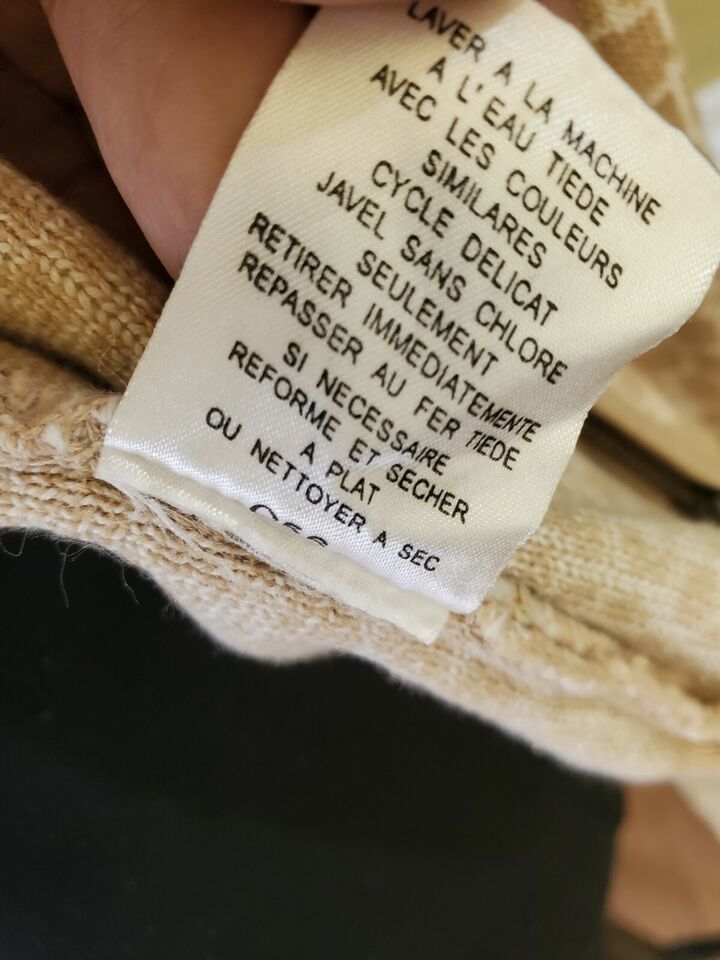 LAVER A LA MACHINE
A L'EAU TIEDE
AVEC LES COULEURS
SIMILARES
CYCLE DELICAT
JAVEL SANS CHLORE
SEULEMENT
RETIRER IMMEDIATEMENTE
REPASSER AU FER TIEDE
SI NECESSAIRE
REFORME ET SECHER
A PLAT
OU NETTOYER A SEC